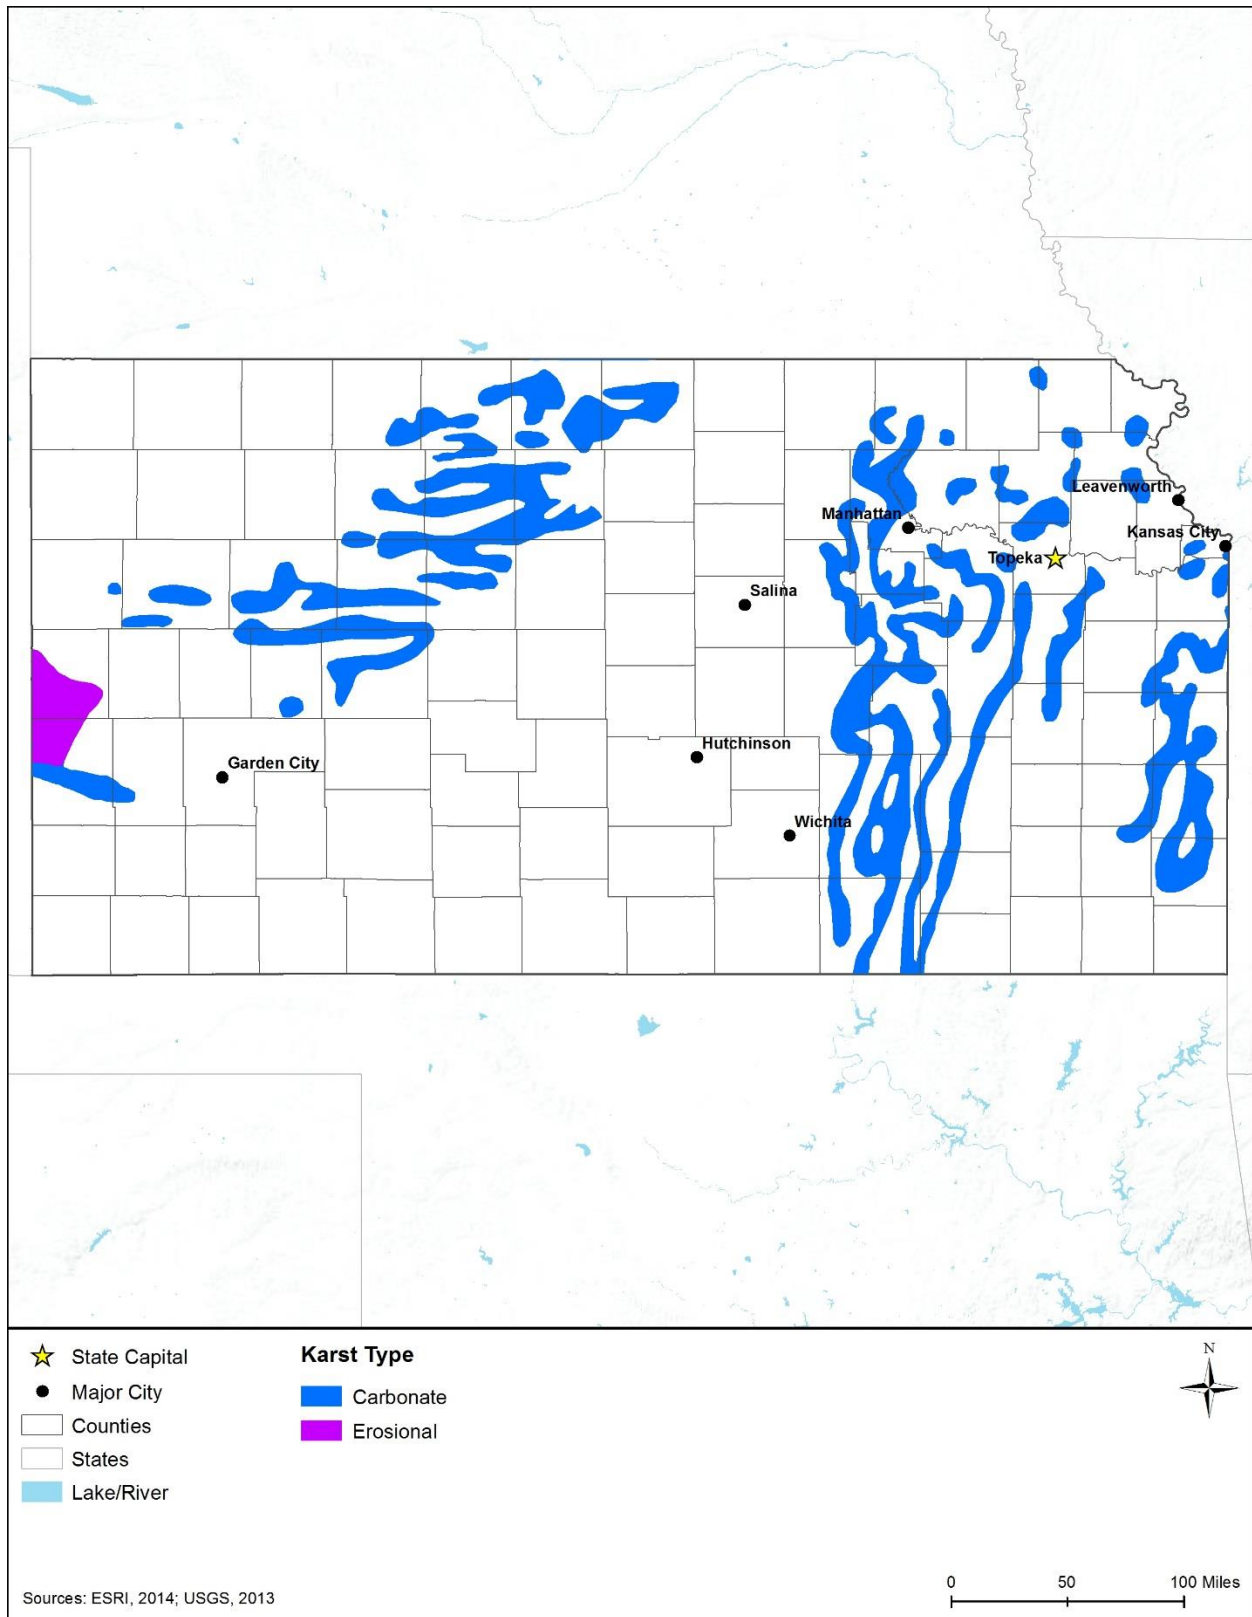 Leavenworth
Manhattan
Kansas City
Topeka
Salina
Hutchinson
Garden City
Wichita
State Capital
Major City
Counties
States
Lake/River
Karst Type
Carbonate
Erosional
N
0 50 100 Miles
Sources: ESRI, 2014; USGS, 2013